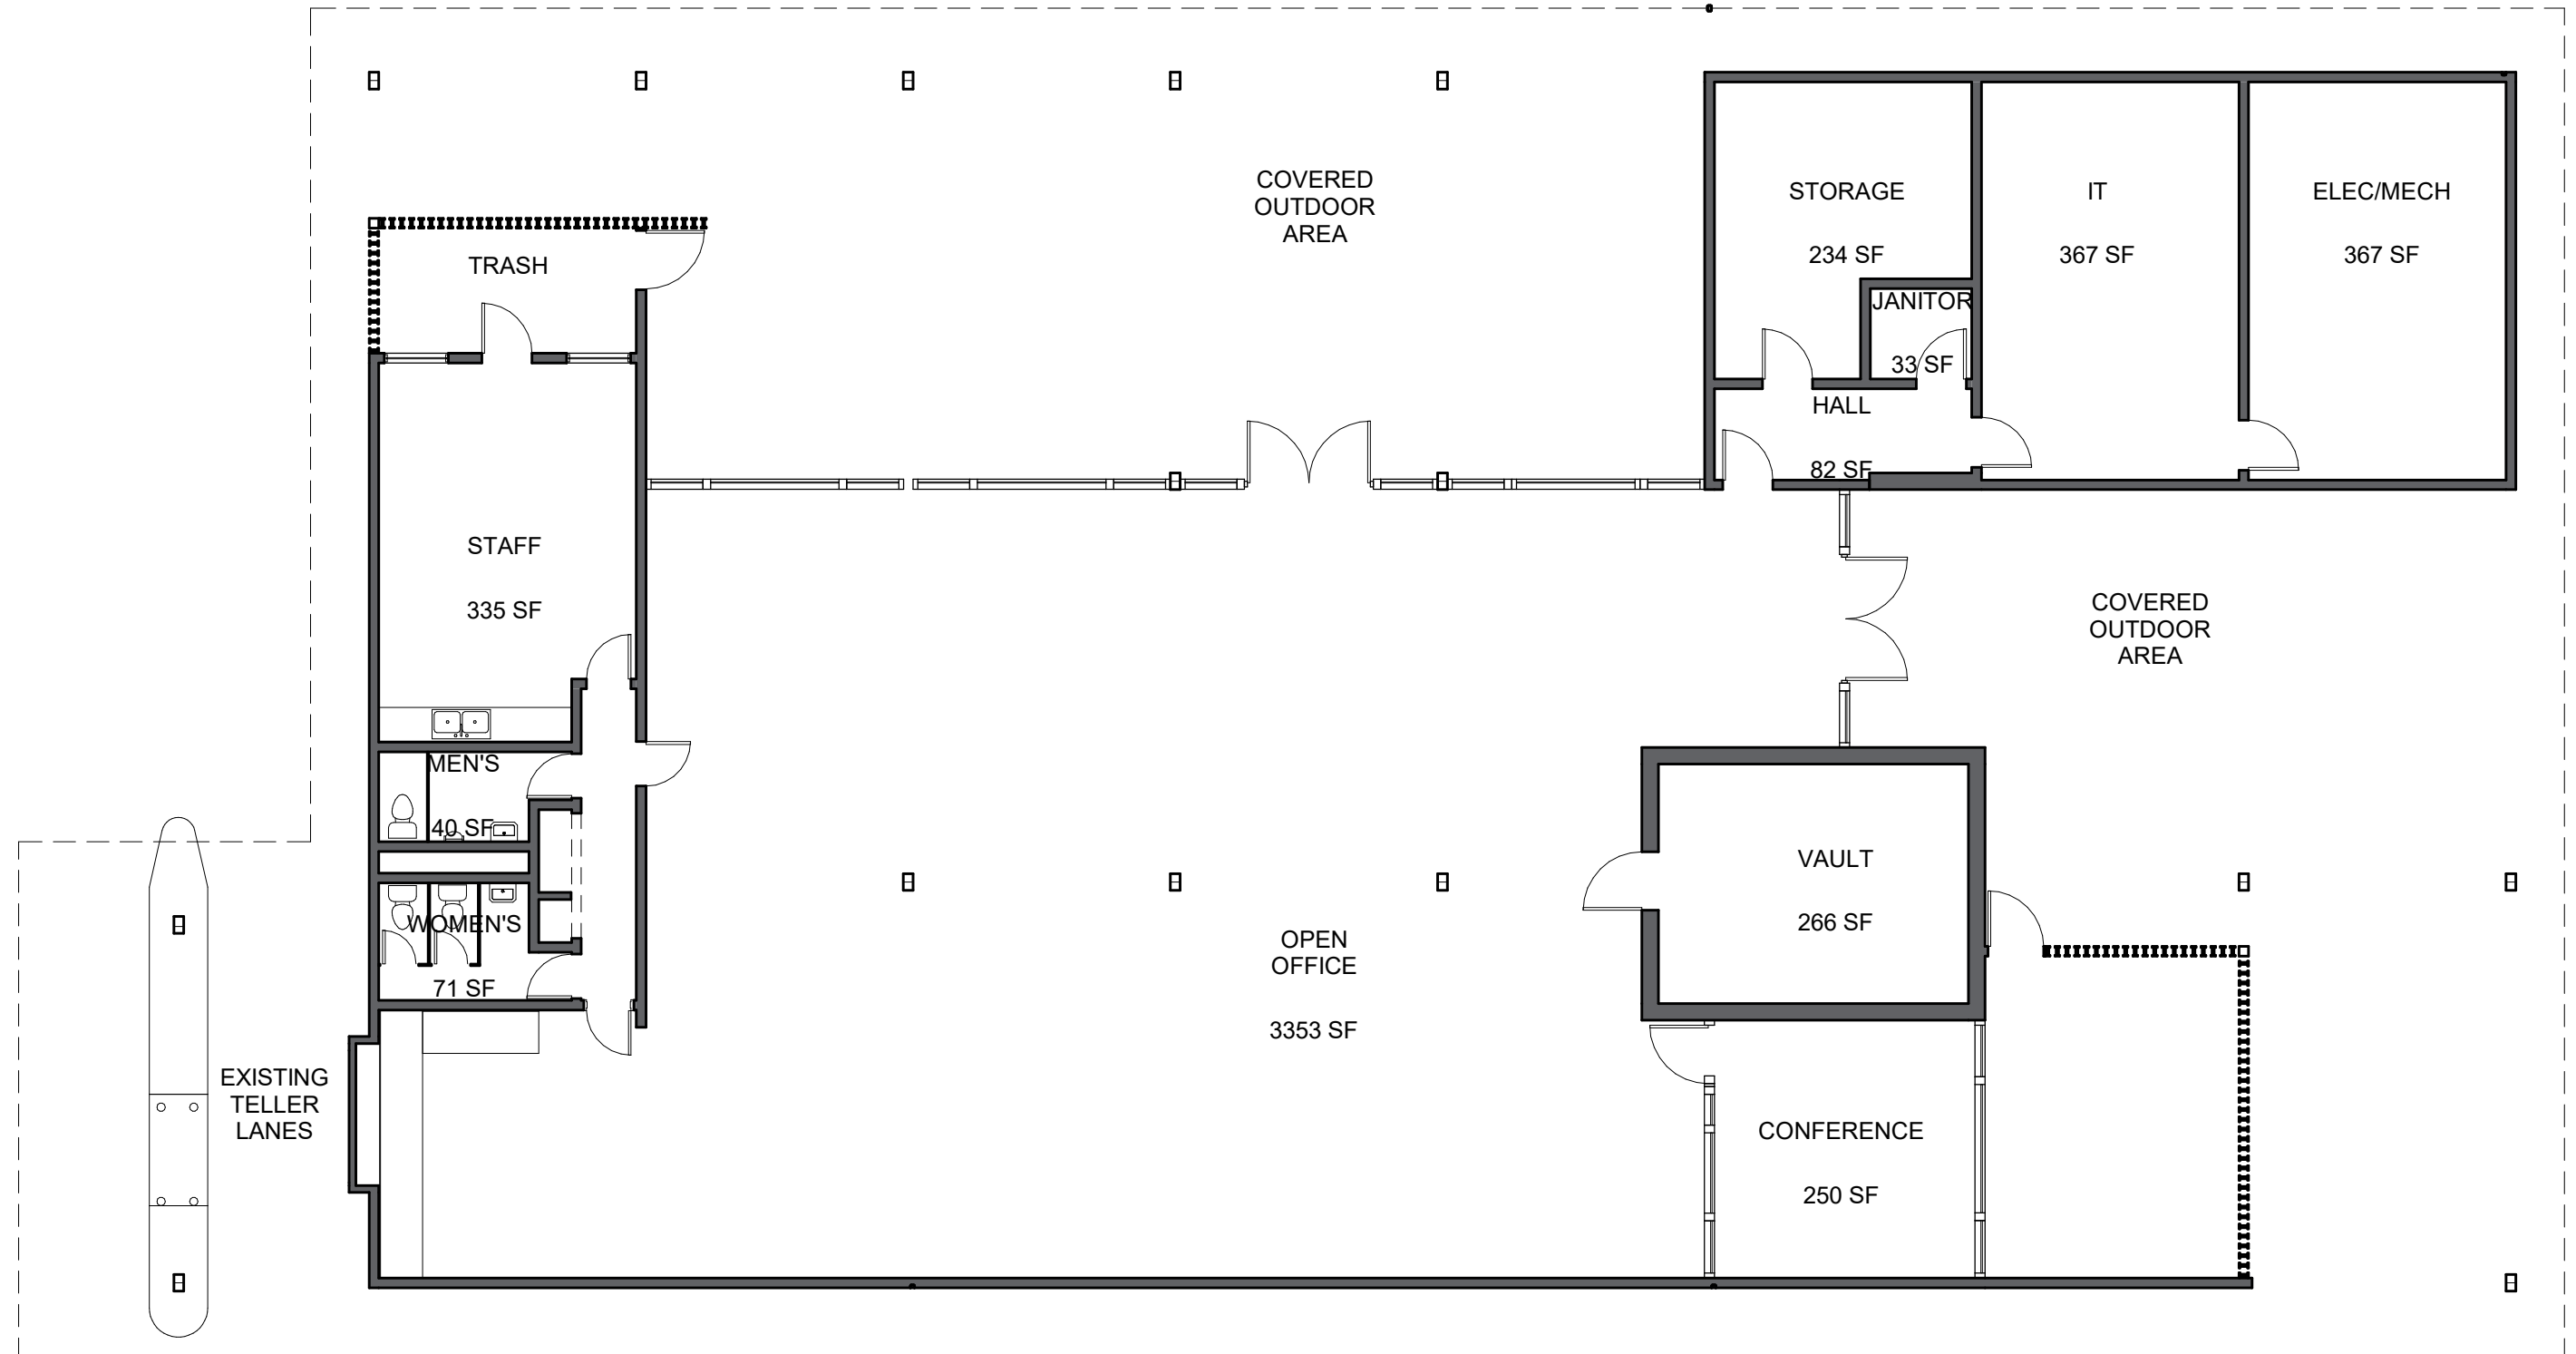 COVERED
OUTDOOR
AREA
STORAGE
234 SF
IT
367 SF
ELEC/MECH
367 SF
TRASH
JANITOR
33 SF
HALL
82 SF
STAFF
335 SF
COVERED
OUTDOOR
AREA
MEN'S
40 SF
WOMEN'S
71 SF
VAULT
266 SF
OPEN
OFFICE
3353 SF
EXISTING
TELLER
LANES
CONFERENCE
250 SF